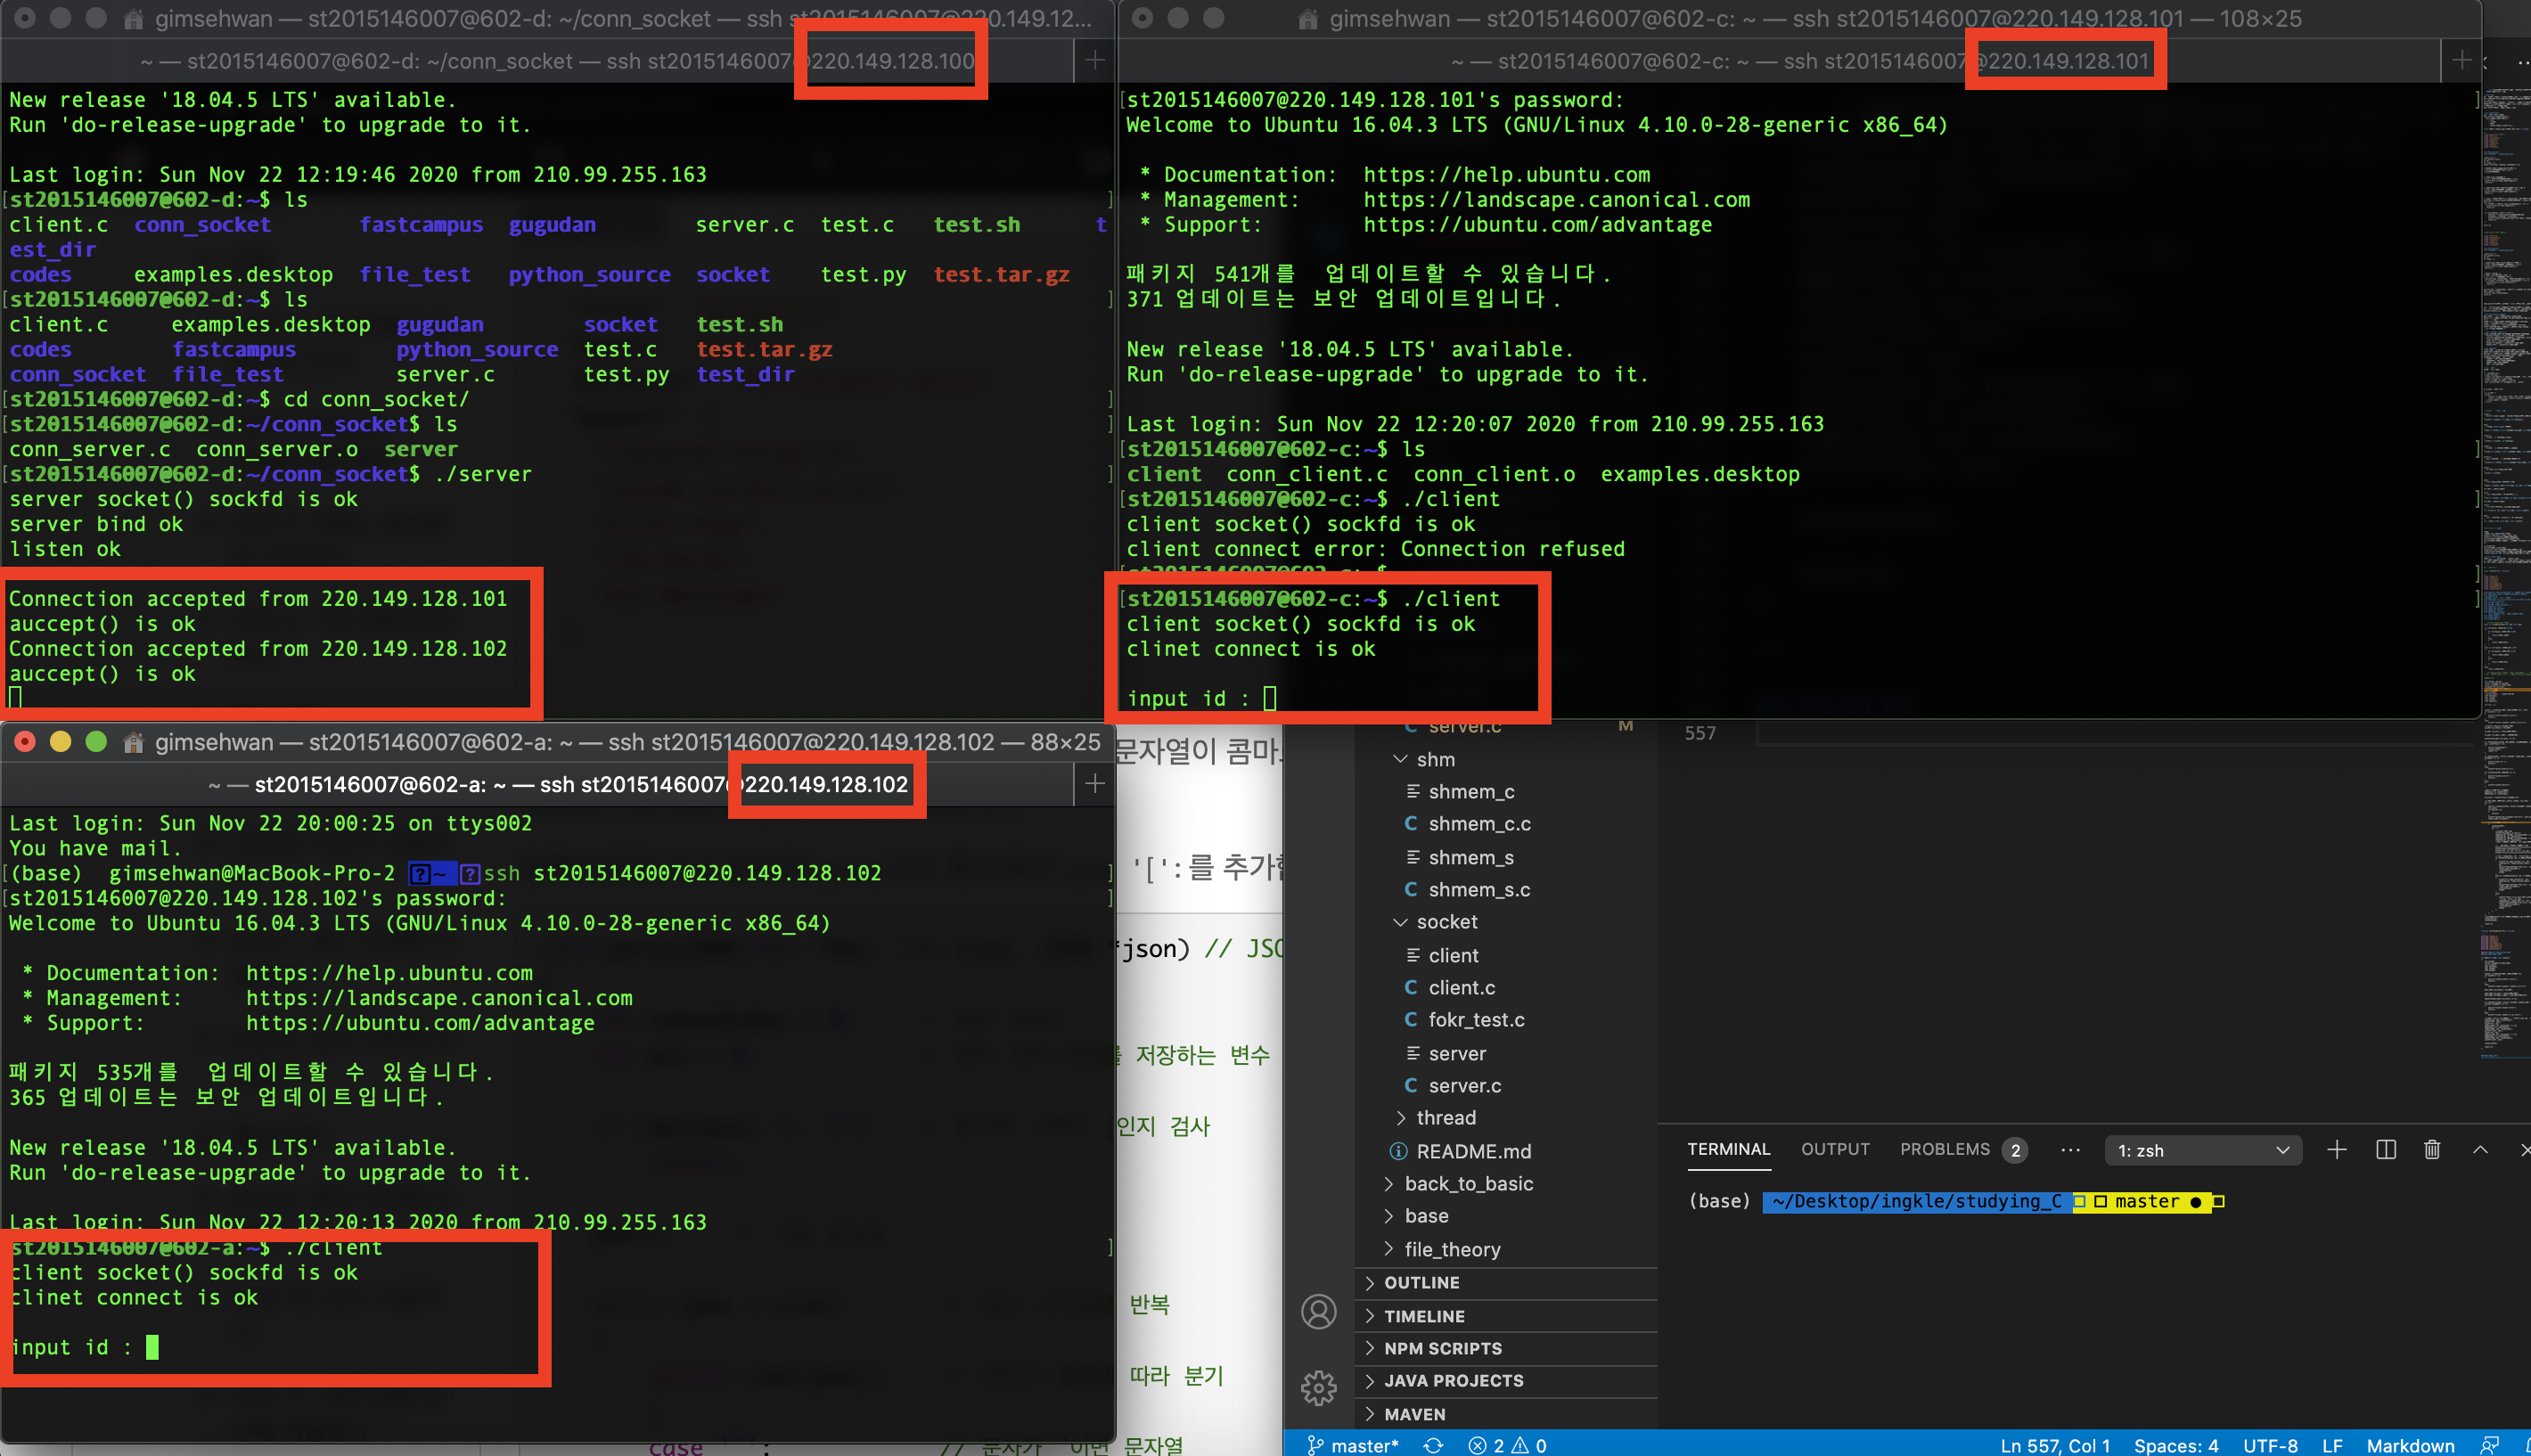 gimsehwan — st2015146007@602-d: ~/conn_socket — ssh st2015146007@220.149.12...
~ — st2015146007@602-d: ~/conn_socket — ssh st2015146007@220.149.128.100
New release '18.04.5 LTS' available.
Run 'do-release-upgrade' to upgrade to it.
Last login: Sun Nov 22 12:19:46 2020 from 210.99.255.163
[st2015146007@602-d:~$ ls ]
client.c conn_socket fastcampus gugudan server.c test.c test.sh t
est_dir
codes examples.desktop file_test python_source socket test.py test.tar.gz
[st2015146007@602-d:~$ ls ]
client.c examples.desktop gugudan socket test.sh
codes fastcampus python_source test.c test.tar.gz
conn_socket file_test server.c test.py test_dir
[st2015146007@602-d:~$ cd conn_socket/ ]
[st2015146007@602-d:~/conn_socket$ ls ]
conn_server.c conn_server.o server
[st2015146007@602-d:~/conn_socket$ ./server ]
server socket() sockfd is ok
server bind ok
listen ok
Connection accepted from 220.149.128.101
auccept() is ok
Connection accepted from 220.149.128.102
auccept() is ok
gimsehwan — st2015146007@602-c: ~ — ssh st2015146007@220.149.128.101 — 108×25
~ — st2015146007@602-c: ~ — ssh st2015146007@220.149.128.101
[st2015146007@220.149.128.101's password: ]
Welcome to Ubuntu 16.04.3 LTS (GNU/Linux 4.10.0-28-generic x86_64)
* Documentation: https://help.ubuntu.com
* Management: https://landscape.canonical.com
* Support: https://ubuntu.com/advantage
패키지 541개를 업데이트할 수 있습니다.
371 업데이트는 보안 업데이트입니다.
New release '18.04.5 LTS' available.
Run 'do-release-upgrade' to upgrade to it.
Last login: Sun Nov 22 12:20:07 2020 from 210.99.255.163
[st2015146007@602-c:~$ ls ]
client conn_client.c conn_client.o examples.desktop
[st2015146007@602-c:~$ ./client ]
client socket() sockfd is ok
client connect error: Connection refused
[st2015146007@602-c:~$ ./client ]
client socket() sockfd is ok
clinet connect is ok
input id :
gimsehwan — st2015146007@602-a: ~ — ssh st2015146007@220.149.128.102 — 88×25
~ — st2015146007@602-a: ~ — ssh st2015146007@220.149.128.102
Last login: Sun Nov 22 20:00:25 on ttys002
You have mail.
[(base) gimsehwan@MacBook-Pro-2 ? ~ ? ssh st2015146007@220.149.128.102 ]
[st2015146007@220.149.128.102's password: ]
Welcome to Ubuntu 16.04.3 LTS (GNU/Linux 4.10.0-28-generic x86_64)
* Documentation: https://help.ubuntu.com
* Management: https://landscape.canonical.com
* Support: https://ubuntu.com/advantage
패키지 535개를 업데이트할 수 있습니다.
365 업데이트는 보안 업데이트입니다.
New release '18.04.5 LTS' available.
Run 'do-release-upgrade' to upgrade to it.
Last login: Sun Nov 22 12:20:13 2020 from 210.99.255.163
st2015146007@602-a:~$ ./client ]
client socket() sockfd is ok
clinet connect is ok
input id :
문자열이 콤마
'[':를 추가
*json) // JSO
를 저장하는 변수
인지 검사
반복
따라 분기
case '"': // 문자가 "이면 문자열
server.c M
shm
shmem_c
C shmem_c.c
shmem_s
C shmem_s.c
socket
client
C client.c
C fokr_test.c
server
C server.c
thread
README.md
back_to_basic
base
file_theory
OUTLINE
TIMELINE
NPM SCRIPTS
JAVA PROJECTS
MAVEN
557
TERMINAL OUTPUT PROBLEMS 2 ... 1: zsh
(base) ~/Desktop/ingkle/studying_C master ●
master* 2 0 Ln 557, Col 1 Spaces: 4 UTF-8 LF Markdown